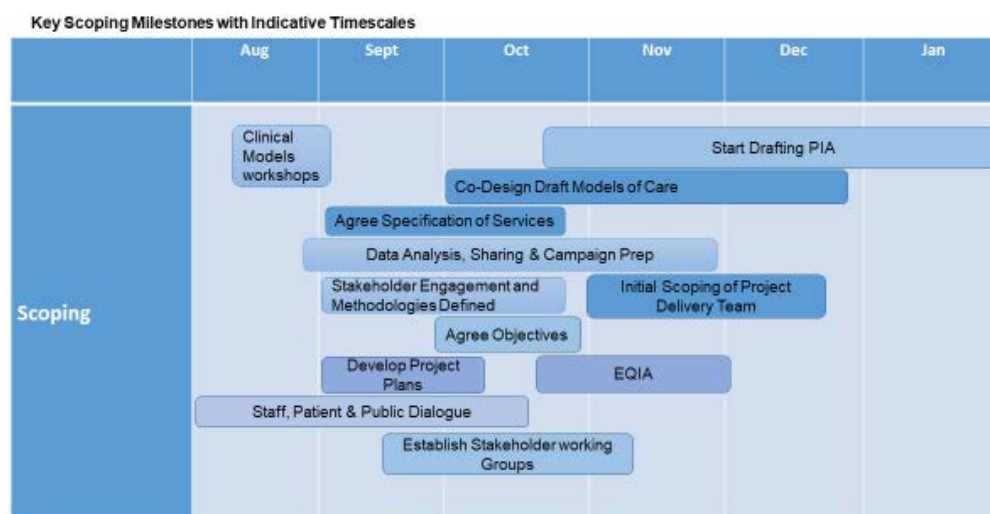 Key Scoping Milestones with Indicative Timescales
Aug
Sept
Oct
Nov
Dec
Jan
Scoping
Clinical
Models
workshops
Start Drafting PIA
Co-Design Draft Models of Care
Agree Specification of Services
Data Analysis, Sharing & Campaign Prep
Stakeholder Engagement and
Methodologies Defined
Initial Scoping of Project
Delivery Team
Agree Objectives
Develop Project
Plans
EQIA
Staff, Patient & Public Dialogue
Establish Stakeholder working
Groups